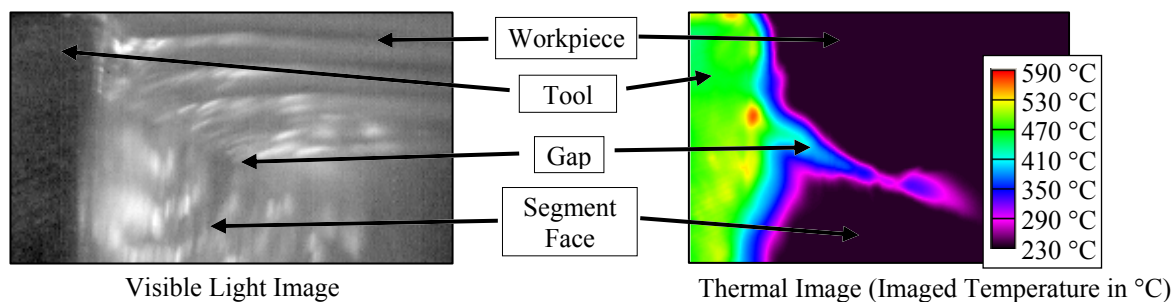 Workpiece
Tool
Gap
Segment
Face
590 °C
530 °C
470 °C
410 °C
350 °C
290 °C
230 °C
Visible Light Image
Thermal Image (Imaged Temperature in °C)